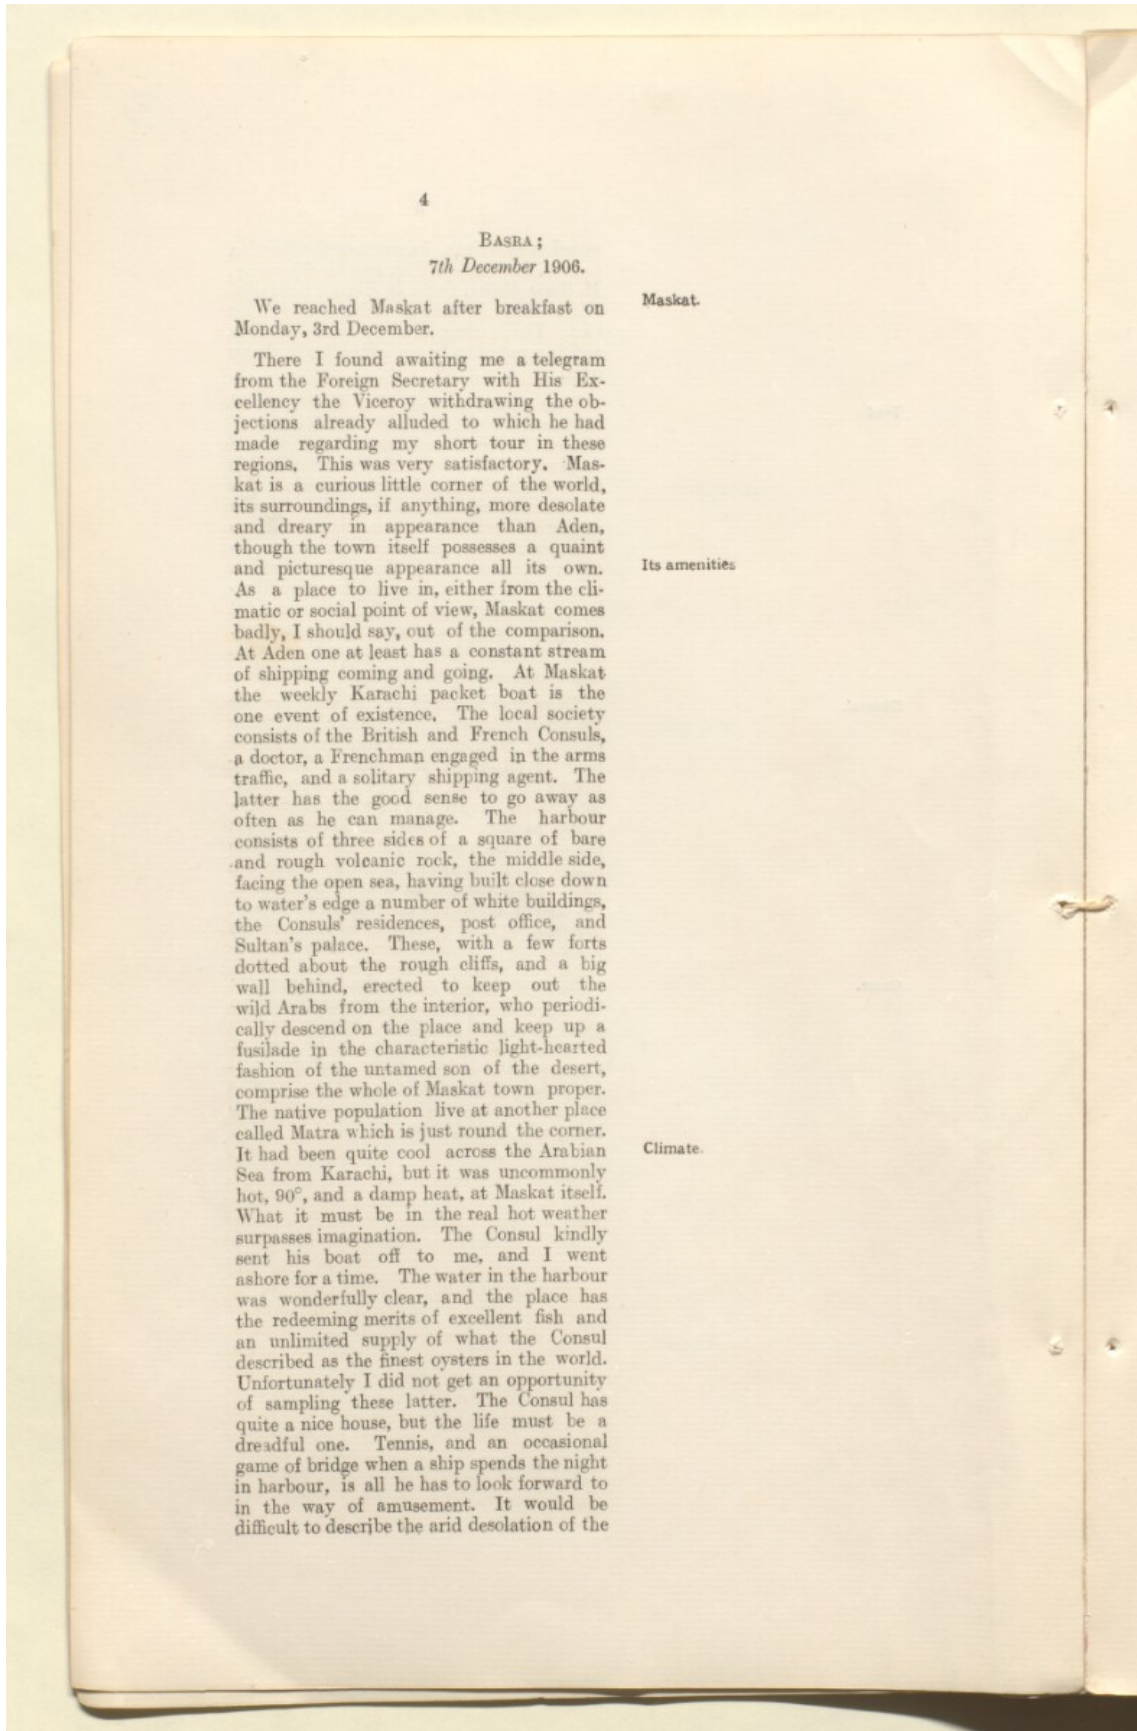 4
BASRA;
7th December 1906.
We reached Maskat after breakfast on
Monday, 3rd December.
Maskat.
There I found awaiting me a telegram
from the Foreign Secretary with His Ex-
cellency the Viceroy withdrawing the ob-
jections already alluded to which he had
made regarding my short tour in these
regions. This was very satisfactory. Mas-
kat is a curious little corner of the world,
its surroundings, if anything, more desolate
and dreary in appearance than Aden,
though the town itself possesses a quaint
and picturesque appearance all its own.
Its amenities
As a place to live in, either from the cli-
matic or social point of view, Maskat comes
badly, I should say, out of the comparison.
At Aden one at least has a constant stream
of shipping coming and going. At Maskat
the weekly Karachi packet boat is the
one event of existence. The local society
consists of the British and French Consuls,
a doctor, a Frenchman engaged in the arms
traffic, and a solitary shipping agent. The
latter has the good sense to go away as
often as he can manage. The harbour
consists of three sides of a square of bare
and rough volcanic rock, the middle side,
facing the open sea, having built close down
to water's edge a number of white buildings,
the Consuls' residences, post office, and
Sultan's palace. These, with a few forts
dotted about the rough cliffs, and a big
wall behind, erected to keep out the
wild Arabs from the interior, who periodi-
cally descend on the place and keep up a
fusilade in the characteristic light-hearted
fashion of the untamed son of the desert,
comprise the whole of Maskat town proper.
The native population live at another place
called Matra which is just round the corner.
It had been quite cool across the Arabian
Climate.
Sea from Karachi, but it was uncommonly
hot, 90°, and a damp heat, at Maskat itself.
What it must be in the real hot weather
surpasses imagination. The Consul kindly
sent his boat off to me, and I went
ashore for a time. The water in the harbour
was wonderfully clear, and the place has
the redeeming merits of excellent fish and
an unlimited supply of what the Consul
described as the finest oysters in the world.
Unfortunately I did not get an opportunity
of sampling these latter. The Consul has
quite a nice house, but the life must be a
dreadful one. Tennis, and an occasional
game of bridge when a ship spends the night
in harbour, is all he has to look forward to
in the way of amusement. It would be
difficult to describe the arid desolation of the